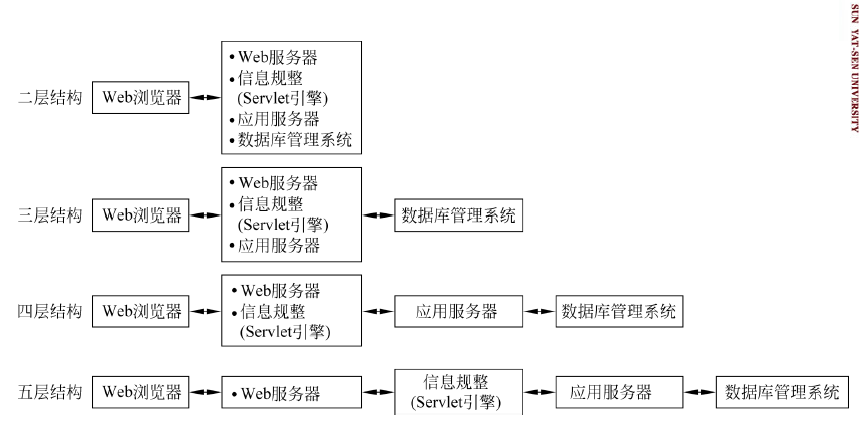 二层结构
Web浏览器
•Web服务器
•信息规整
(Servlet引擎)
•应用服务器
•数据库管理系统
三层结构
Web浏览器
•Web服务器
•信息规整
(Servlet引擎)
•应用服务器
数据库管理系统
四层结构
Web浏览器
•Web服务器
•信息规整
(Servlet引擎)
应用服务器
数据库管理系统
五层结构
Web浏览器
•Web服务器
信息规整
(Servlet引擎)
应用服务器
数据库管理系统
SUN YAT-SEN UNIVERSITY